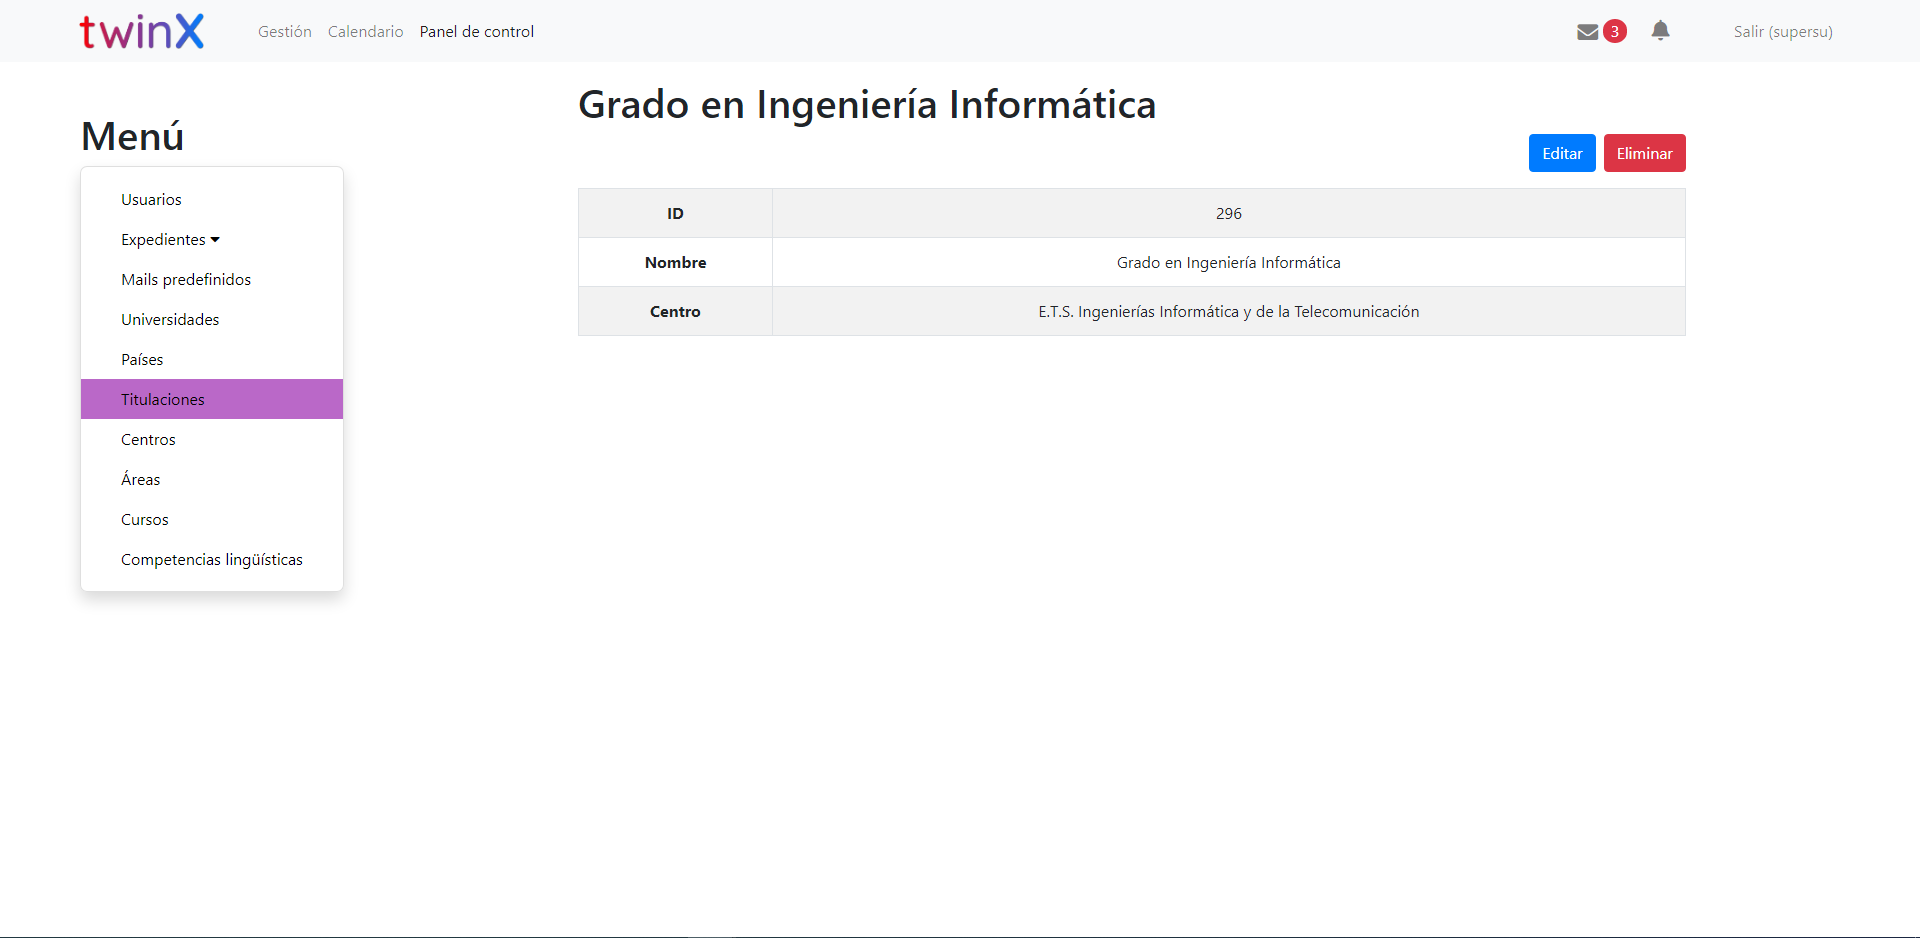 twinX Gestión Calendario Panel de control 3 Salir (supersu)
Menú
Usuarios
Expedientes
Mails predefinidos
Universidades
Países
Titulaciones
Centros
Áreas
Cursos
Competencias lingüísticas
Grado en Ingeniería Informática
Editar Eliminar
ID 296
Nombre Grado en Ingeniería Informática
Centro E.T.S. Ingenierías Informática y de la Telecomunicación